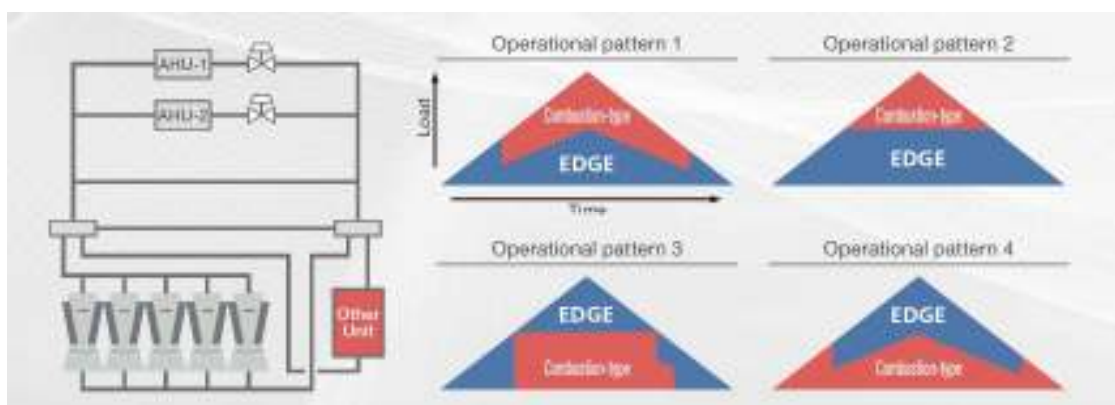 AHU-1
AHU-2
Other
Unit
Operational pattern 1
Load
Combustion-type
EDGE
Time
Operational pattern 2
Combustion-type
EDGE
Operational pattern 3
EDGE
Combustion-type
Operational pattern 4
EDGE
Combustion-type